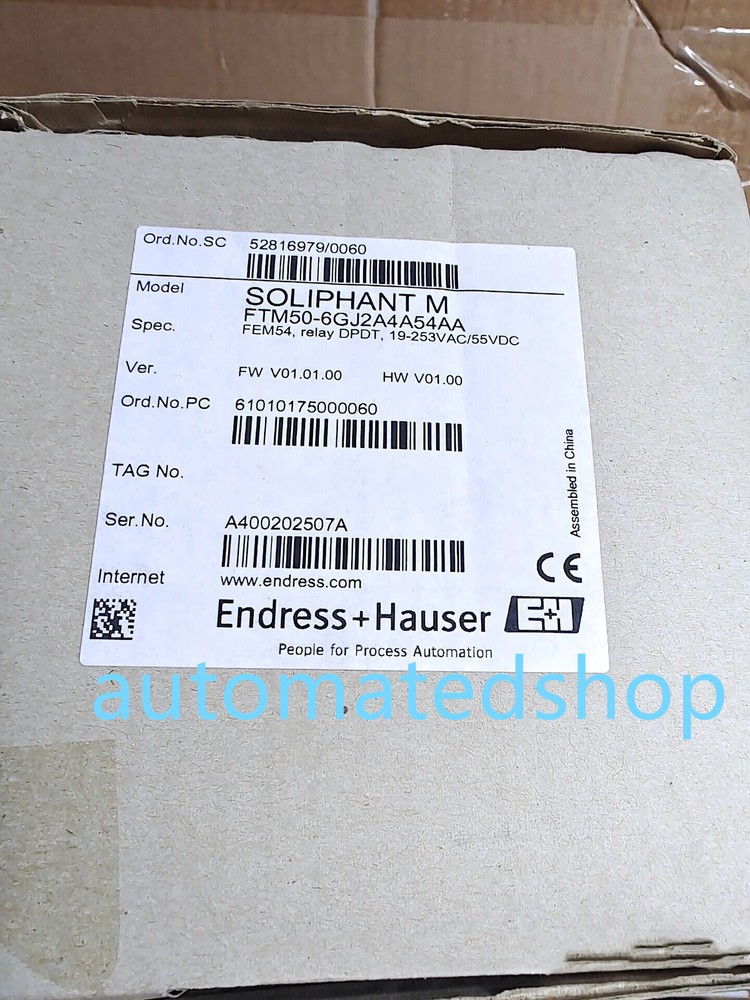 Ord.No.SC 52816979/0060
Model SOLIPHANT M
FTM50-6GJ2A4A54AA
Spec. FEM54, relay DPDT, 19-253VAC/55VDC
Ver. FW V01.01.00 HW V01.00
Ord.No.PC 61010175000060
TAG No.
Assembled in China
Ser.No. A400202507A
CE
Internet www.endress.com
Endress+Hauser EH
People for Process Automation
automatedshop